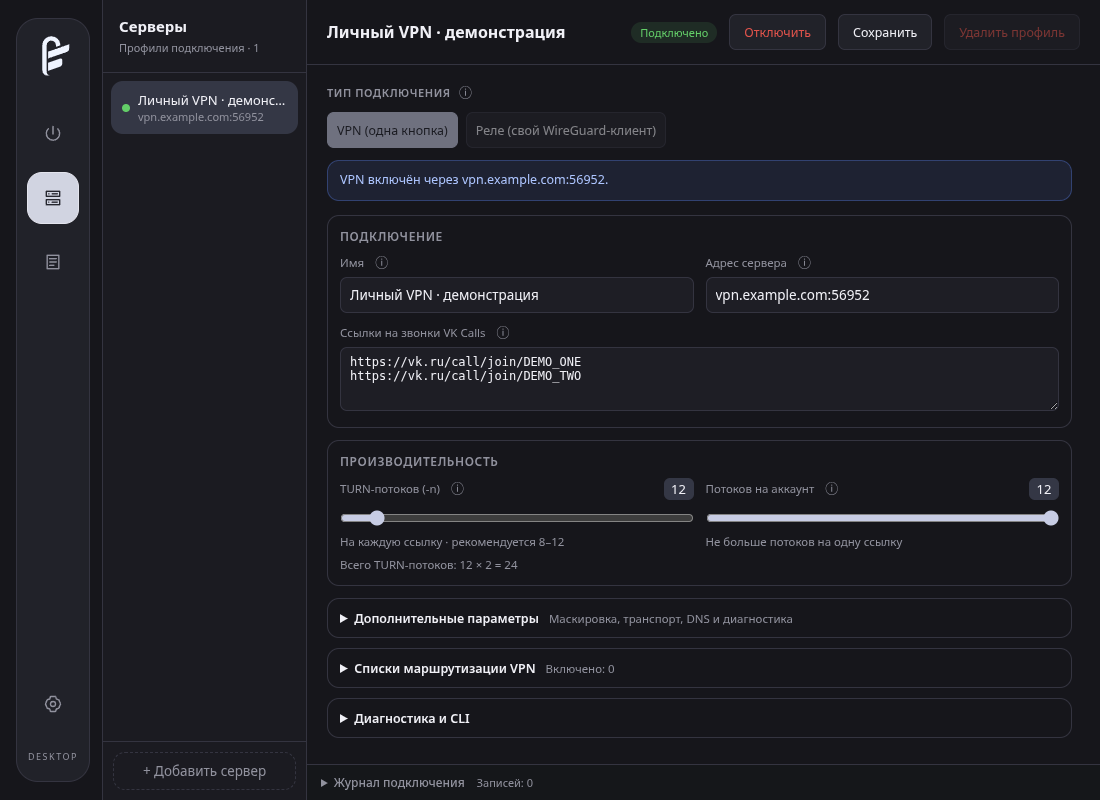 Серверы
Профили подключения · 1
Личный VPN · демонс...
vpn.example.com:56952
+ Добавить сервер
DESKTOP
Личный VPN · демонстрация
Подключено
Отключить
Сохранить
Удалить профиль
ТИП ПОДКЛЮЧЕНИЯ ⓘ
VPN (одна кнопка)
Реле (свой WireGuard-клиент)
VPN включён через vpn.example.com:56952.
ПОДКЛЮЧЕНИЕ
Имя ⓘ
Личный VPN · демонстрация
Адрес сервера ⓘ
vpn.example.com:56952
Ссылки на звонки VK Calls ⓘ
https://vk.ru/call/join/DEMO_ONE
https://vk.ru/call/join/DEMO_TWO
ПРОИЗВОДИТЕЛЬНОСТЬ
TURN-потоков (-n) ⓘ 12
На каждую ссылку · рекомендуется 8–12
Потоков на аккаунт ⓘ 12
Не больше потоков на одну ссылку
Всего TURN-потоков: 12 × 2 = 24
▶ Дополнительные параметры Маскировка, транспорт, DNS и диагностика
▶ Списки маршрутизации VPN Включено: 0
▶ Диагностика и CLI
▶ Журнал подключения Записей: 0